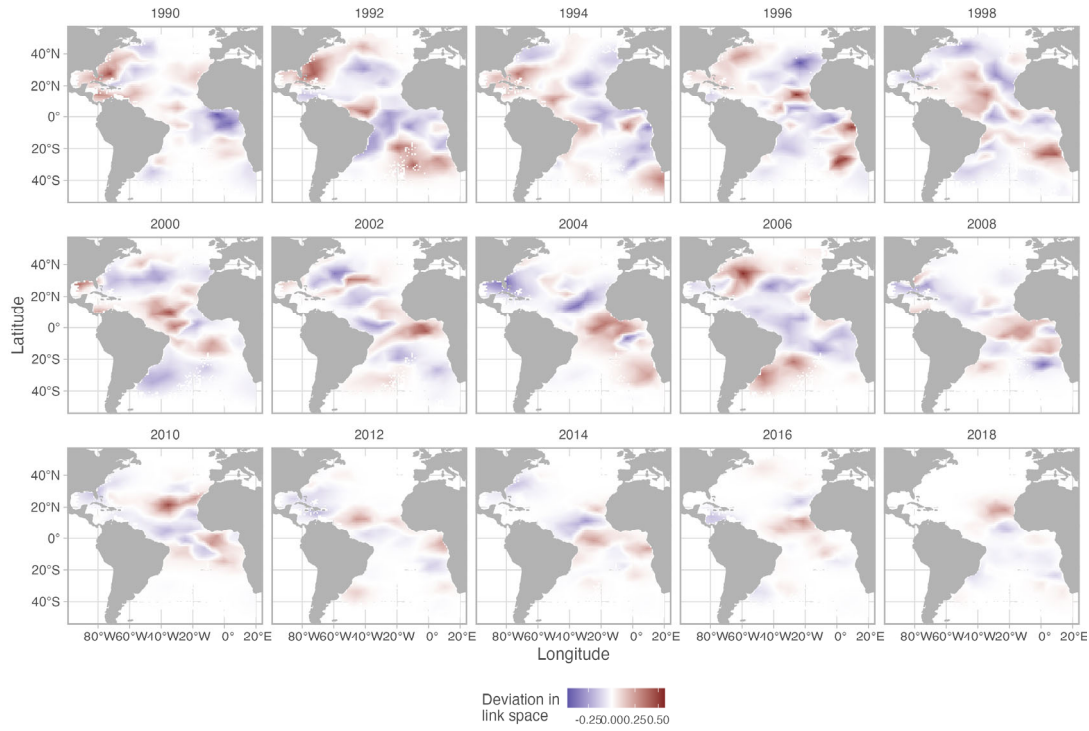 1990 1992 1994 1996 1998
40°N
20°N
0°
20°S
40°S
2000 2002 2004 2006 2008
Latitude
40°N
20°N
0°
20°S
40°S
2010 2012 2014 2016 2018
40°N
20°N
0°
20°S
40°S
80°W60°W40°W20°W 0° 20°E 80°W60°W40°W20°W 0° 20°E 80°W60°W40°W20°W 0° 20°E 80°W60°W40°W20°W 0° 20°E 80°W60°W40°W20°W 0° 20°E
Longitude
Deviation in
link space
-0.250.000.250.50